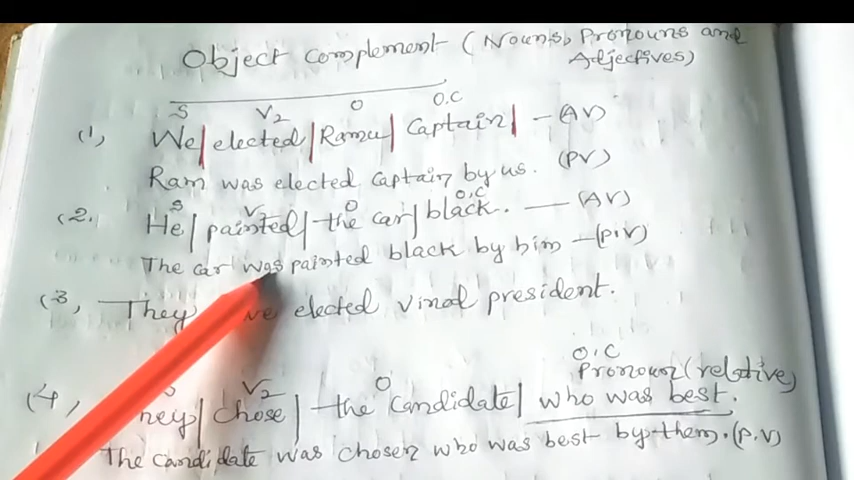 Object complement (Nouns, Pronouns and
Adjectives)
S V2 O O.C
(1) We | elected | Ramu | Captain | - (AV)
Ram was elected captain by us. (PV)
S V O O.C
(2. He | painted | the car | black. — (AV)
The car was painted black by him - (P.V)
(3, They elected vinod president.
V2 O O.C
Pronoun (relative)
(4, | chose | the candidate | who was best.
The candidate was chosen who was best by them. (P.V)